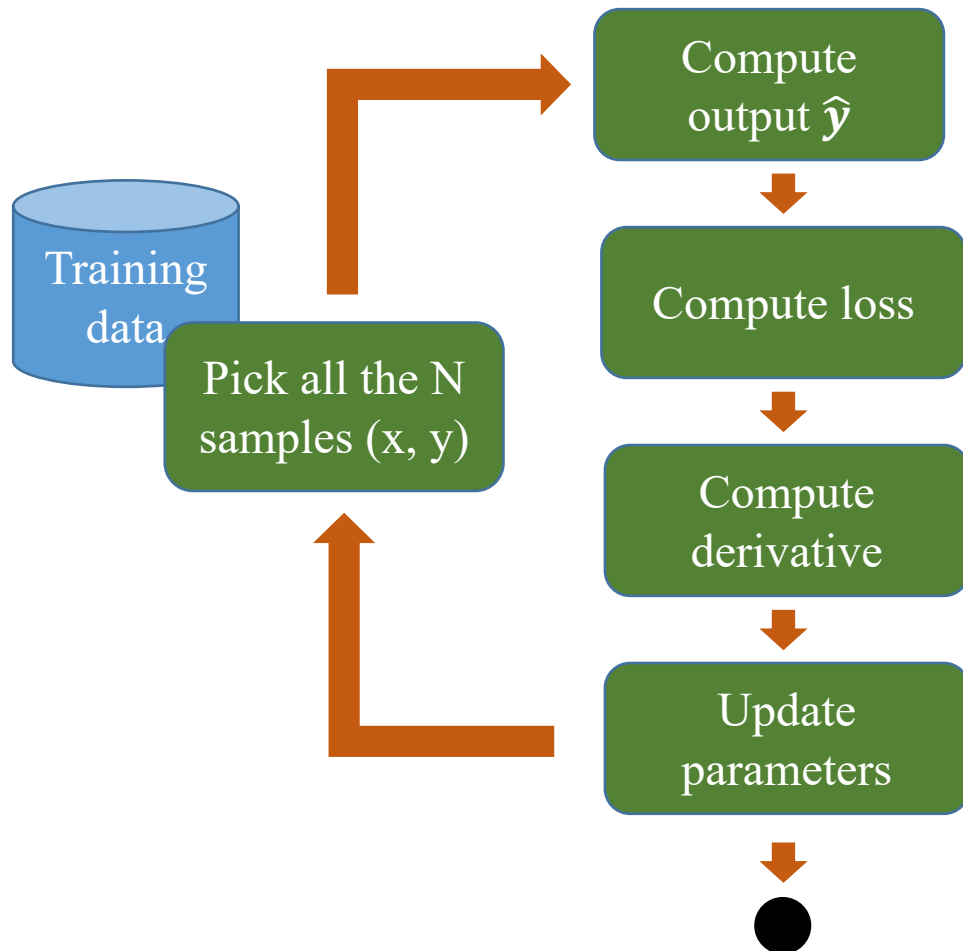 Training
data
Pick all the N
samples (x, y)
Compute
output ŷ
Compute loss
Compute
derivative
Update
parameters